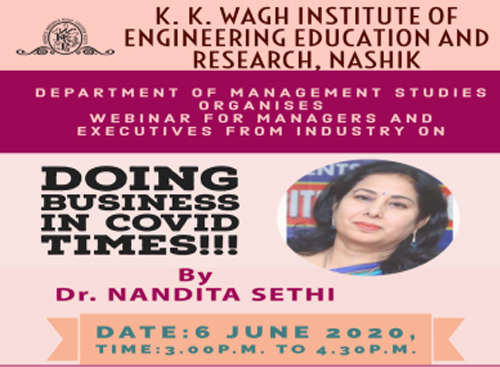 K. K. WAGH INSTITUTE OF
ENGINEERING EDUCATION AND
RESEARCH, NASHIK
DEPARTMENT OF MANAGEMENT STUDIES
ORGANISES
WEBINAR FOR MANAGERS AND
EXECUTIVES FROM INDUSTRY ON
DOING
BUSINESS
IN COVID
TIMES!!!
By
Dr. NANDITA SETHI
DATE:6 JUNE 2020,
TIME:3.00P.M. TO 4.30P.M.